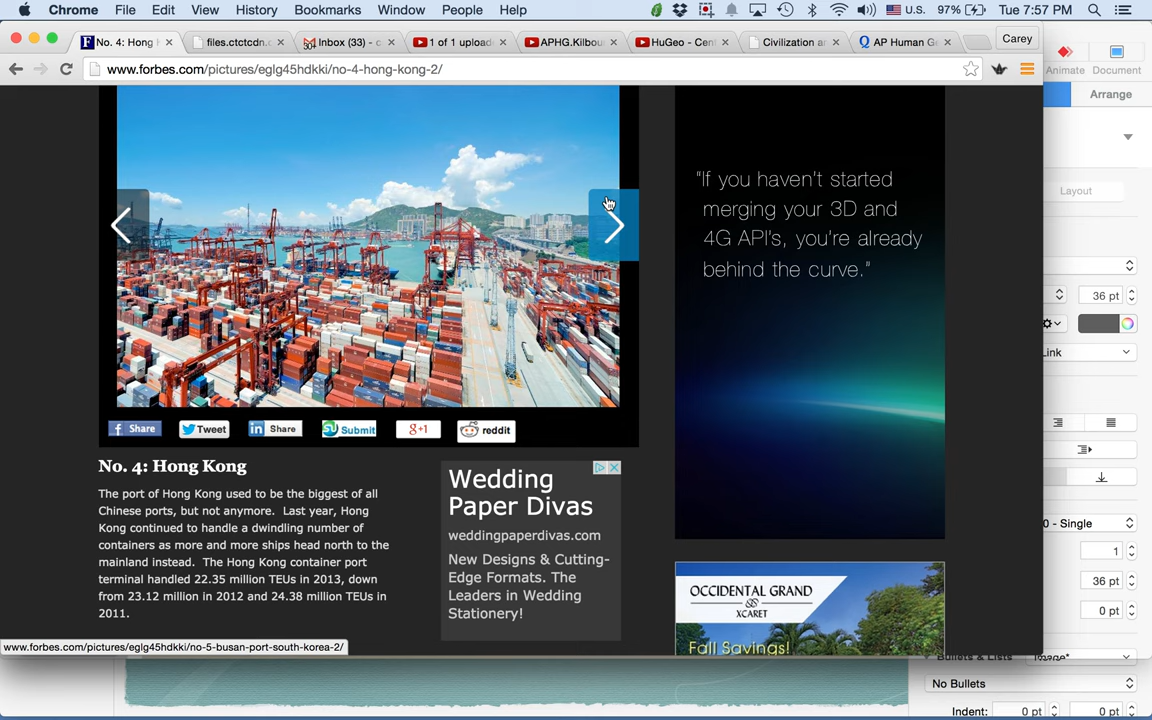 Chrome File Edit View History Bookmarks Window People Help
U.S. 97% Tue 7:57 PM
No. 4: Hong
files.ctctcdn.c
Inbox (33) - c
1 of 1 upload
APHG.Kilbou
HuGeo - Cen
Civilization an
AP Human G
Carey
www.forbes.com/pictures/eglg45hdkki/no-4-hong-kong-2/
Animate Document
Arrange
Layout
36 pt
Link
"If you haven't started
merging your 3D and
4G API's, you're already
behind the curve."
f Share
Tweet
in Share
Submit
g +1
reddit
No. 4: Hong Kong
The port of Hong Kong used to be the biggest of all
Chinese ports, but not anymore. Last year, Hong
Kong continued to handle a dwindling number of
containers as more and more ships head north to the
mainland instead. The Hong Kong container port
terminal handled 22.35 million TEUs in 2013, down
from 23.12 million in 2012 and 24.38 million TEUs in
2011.
Wedding
Paper Divas
weddingpaperdivas.com
New Designs & Cutting-
Edge Formats. The
Leaders in Wedding
Stationery!
OCCIDENTAL GRAND
XCARET
Fall Savings!
0 - Single
1
36 pt
0 pt
www.forbes.com/pictures/eglg45hdkki/no-5-busan-port-south-korea-2/
Bullets & Lists Image*
No Bullets
Indent: 0 pt 0 pt